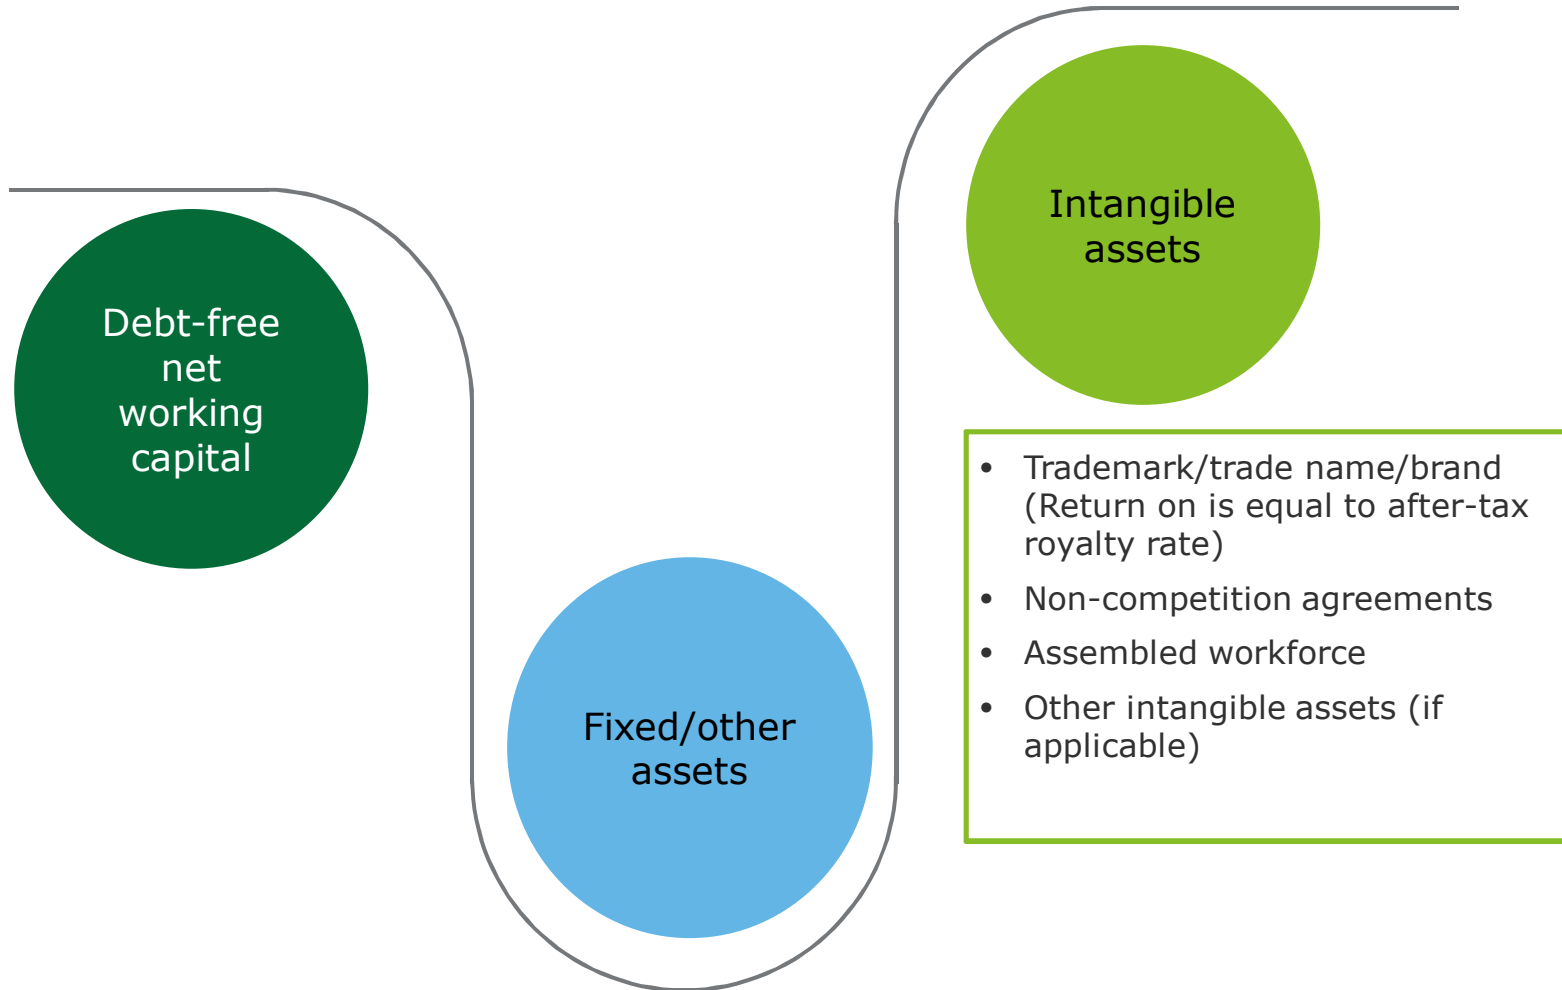 Debt-free
net
working
capital
Fixed/other
assets
Intangible
assets
• Trademark/trade name/brand
(Return on is equal to after-tax
royalty rate)
• Non-competition agreements
• Assembled workforce
• Other intangible assets (if
applicable)